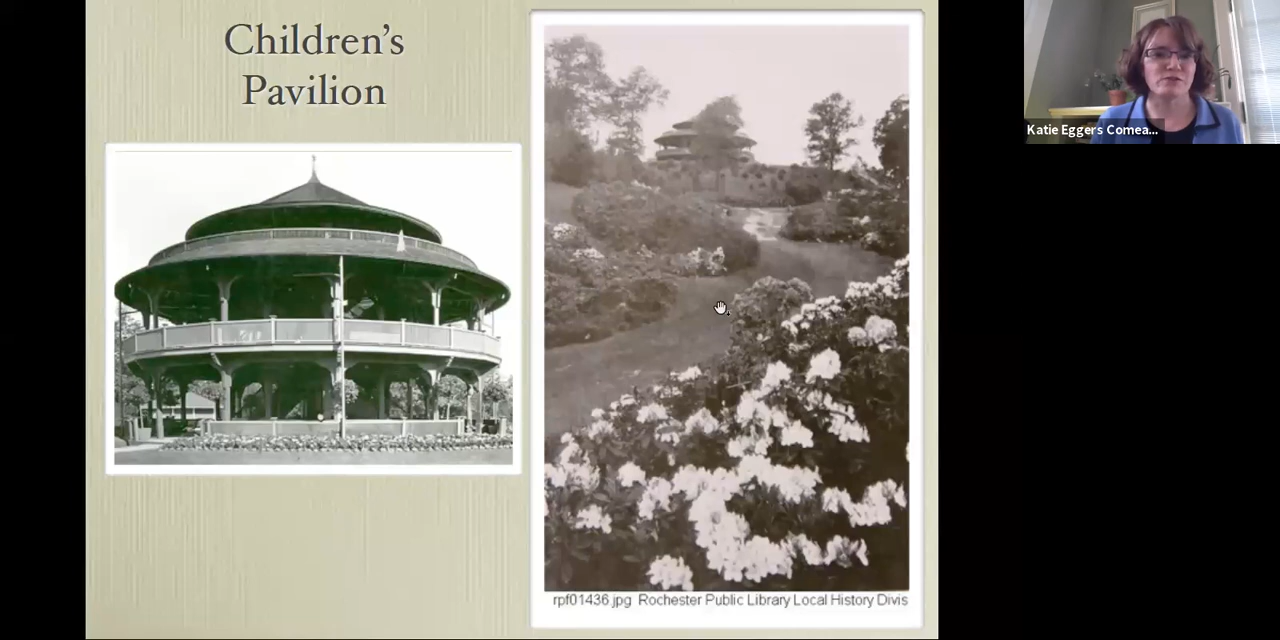 Children's
Pavilion
rpf01436.jpg Rochester Public Library Local History Divis
Katie Eggers Comea...